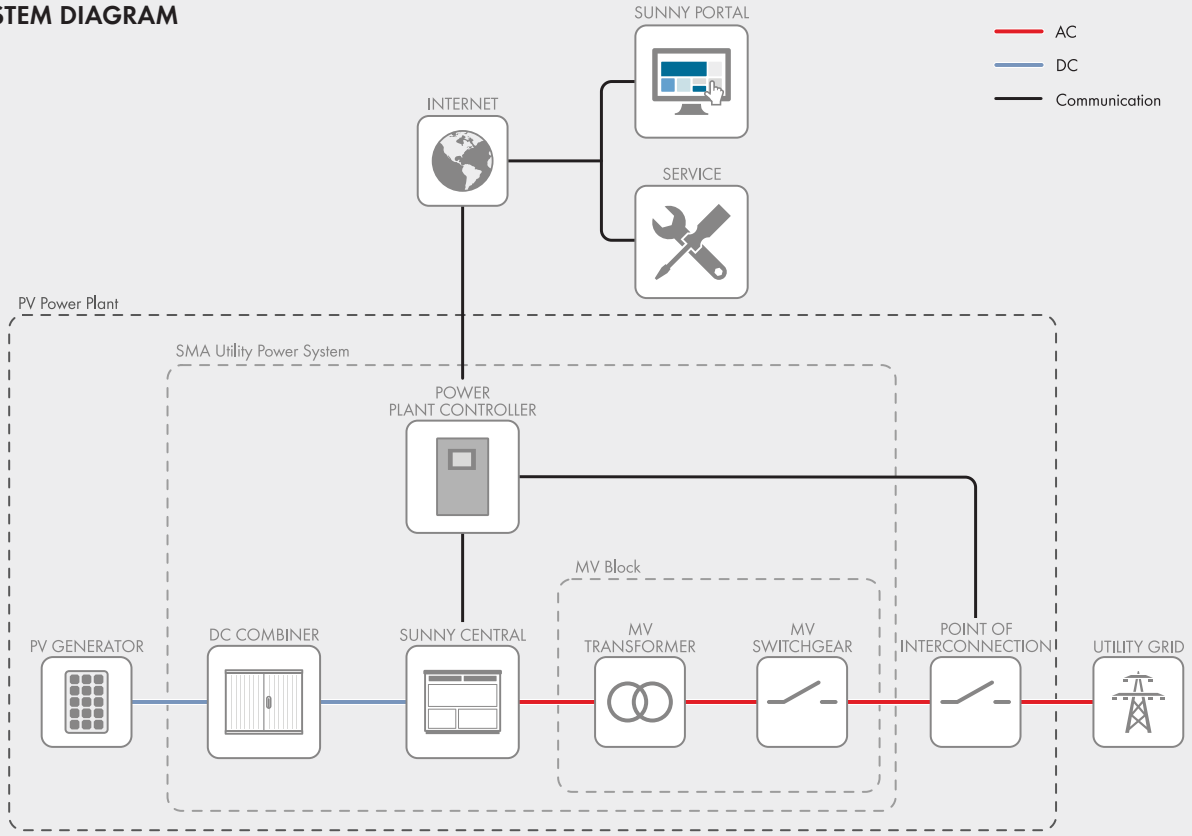 STEM DIAGRAM
SUNNY PORTAL
AC
DC
Communication
INTERNET
SERVICE
PV Power Plant
SMA Utility Power System
POWER
PLANT CONTROLLER
MV Block
PV GENERATOR
DC COMBINER
SUNNY CENTRAL
MV
TRANSFORMER
MV
SWITCHGEAR
POINT OF
INTERCONNECTION
UTILITY GRID